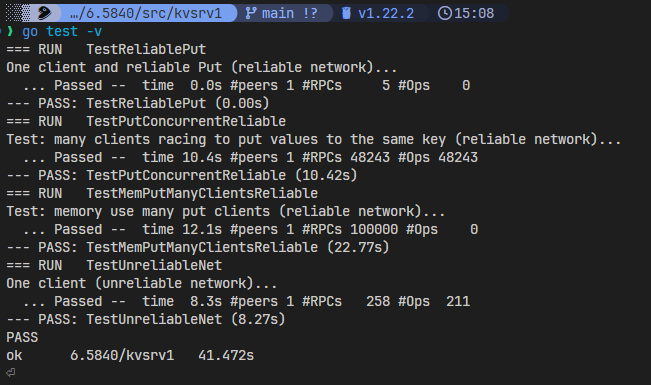 …/6.5840/src/kvsrv1 main !? v1.22.2 15:08
❯ go test -v
=== RUN   TestReliablePut
One client and reliable Put (reliable network)...
  ... Passed --  time  0.0s #peers 1 #RPCs     5 #Ops    0
--- PASS: TestReliablePut (0.00s)
=== RUN   TestPutConcurrentReliable
Test: many clients racing to put values to the same key (reliable network)...
  ... Passed --  time 10.4s #peers 1 #RPCs 48243 #Ops 48243
--- PASS: TestPutConcurrentReliable (10.42s)
=== RUN   TestMemPutManyClientsReliable
Test: memory use many put clients (reliable network)...
  ... Passed --  time 12.1s #peers 1 #RPCs 100000 #Ops    0
--- PASS: TestMemPutManyClientsReliable (22.77s)
=== RUN   TestUnreliableNet
One client (unreliable network)...
  ... Passed --  time  8.3s #peers 1 #RPCs   258 #Ops  211
--- PASS: TestUnreliableNet (8.27s)
PASS
ok      6.5840/kvsrv1   41.472s
⏎